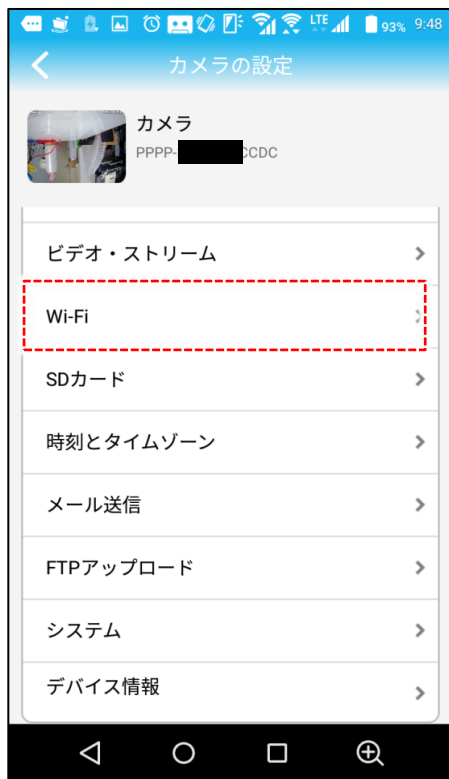 LTE 93% 9:48
カメラの設定
カメラ
PPPP- CCDC
ビデオ・ストリーム
Wi-Fi
SDカード
時刻とタイムゾーン
メール送信
FTPアップロード
システム
デバイス情報